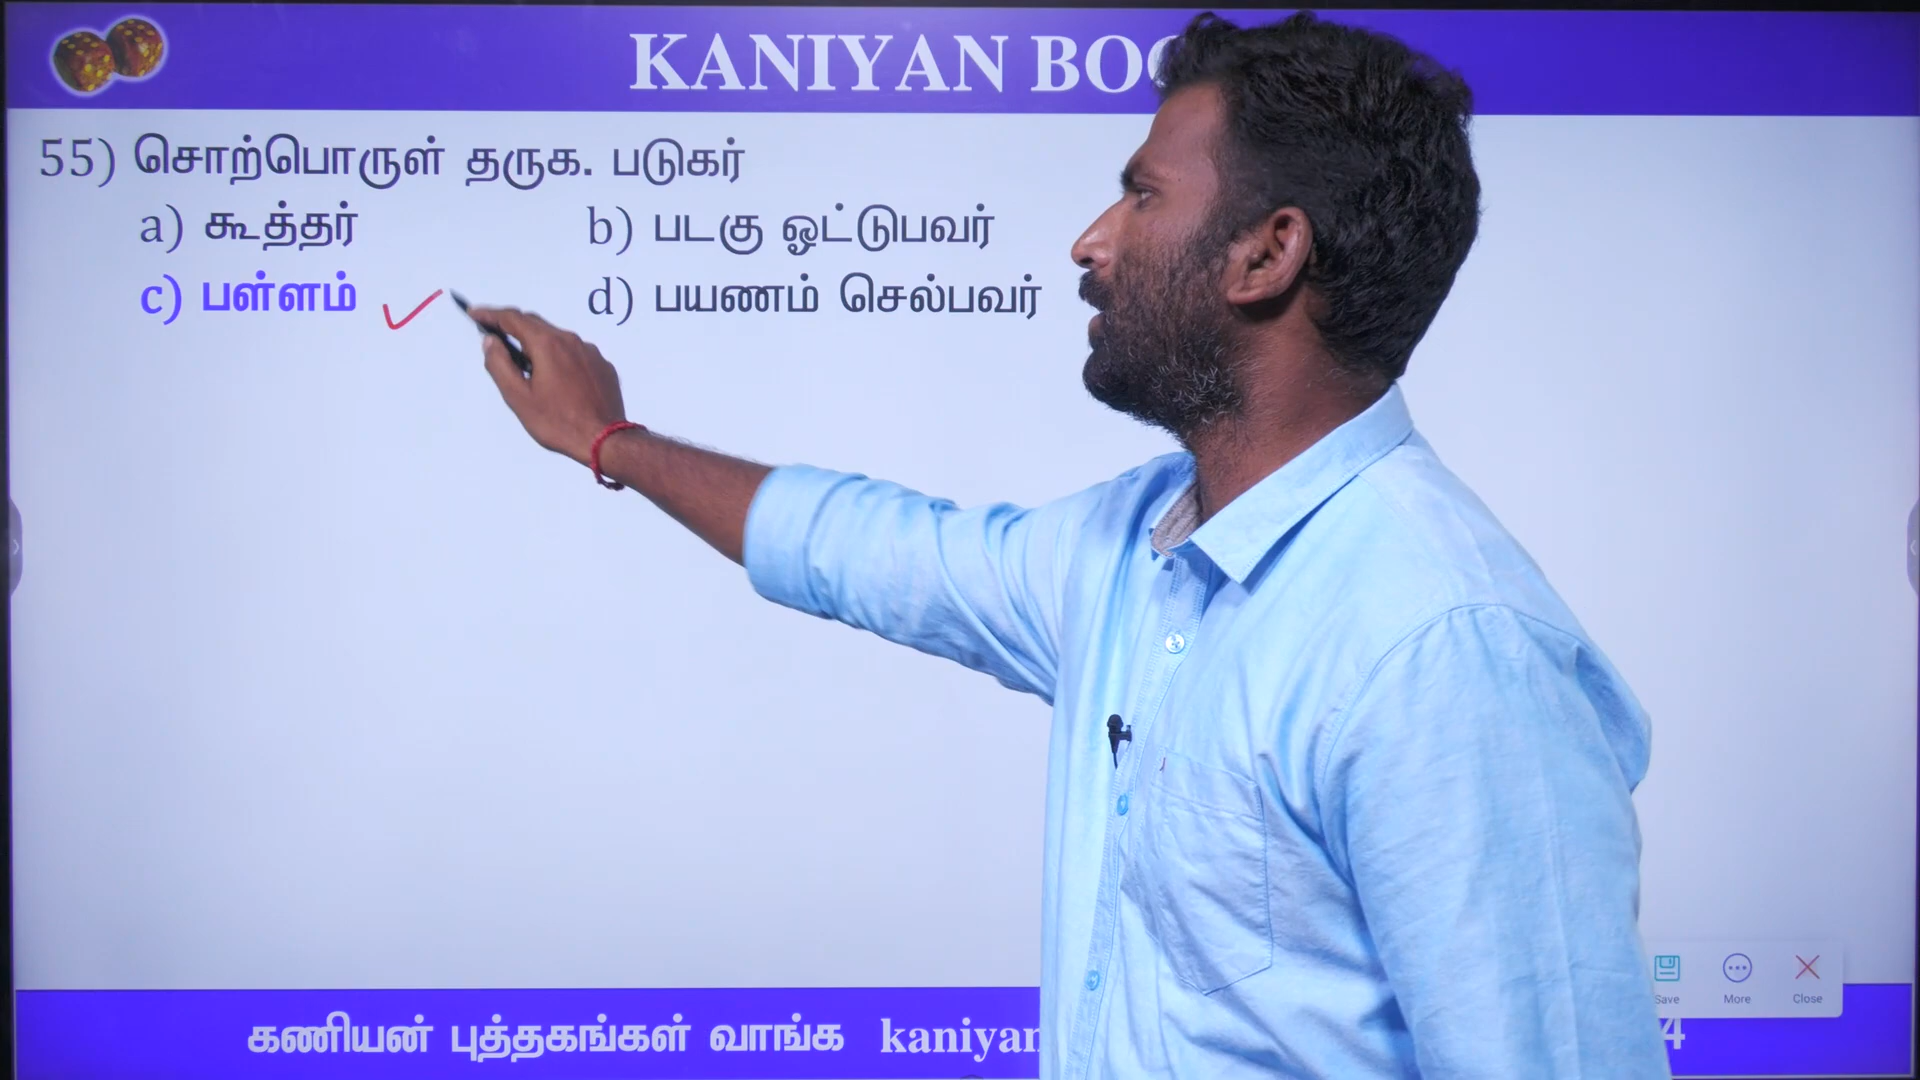 KANIYAN
55) சொற்பொருள் தருக. படுகர்
a) கூத்தர் b) படகு ஓட்டுபவர்
c) பள்ளம் d) பயணம் செல்பவர்
Save More Close
கணியன் புத்தகங்கள் வாங்க kaniyan 4